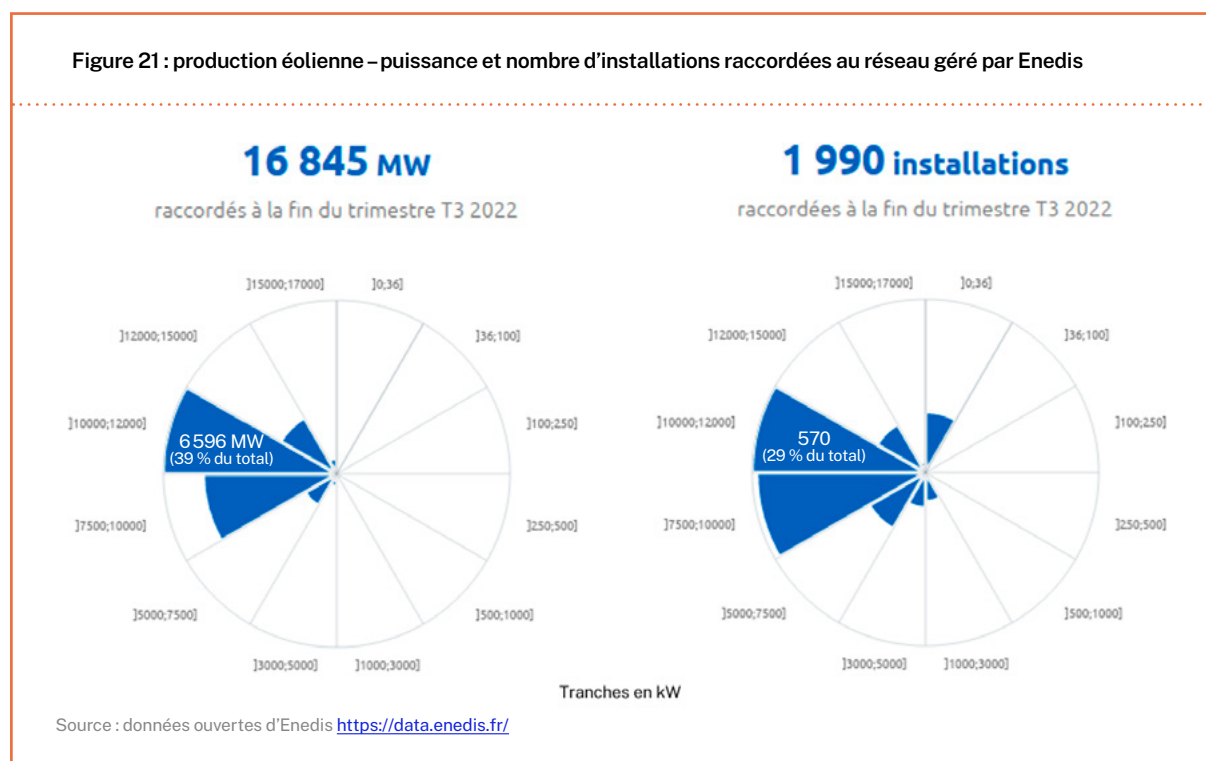 Figure 21 : production éolienne – puissance et nombre d’installations raccordées au réseau géré par Enedis
16 845 MW
raccordés à la fin du trimestre T3 2022
]15000;17000]
]0;36]
]12000;15000]
]36;100]
]10000;12000]
]100;250]
6 596 MW
(39 % du total)
]7500;10000]
]250;500]
]5000;7500]
]500;1000]
]3000;5000]
]1000;3000]
1 990 installations
raccordées à la fin du trimestre T3 2022
]15000;17000]
]0;36]
]12000;15000]
]36;100]
]10000;12000]
]100;250]
570
(29 % du total)
]7500;10000]
]250;500]
]5000;7500]
]500;1000]
]3000;5000]
]1000;3000]
Tranches en kW
Source : données ouvertes d’Enedis https://data.enedis.fr/